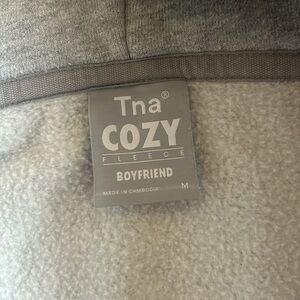 Tna®
COZY
FLEECE
BOYFRIEND
MADE IN CAMBODIA M